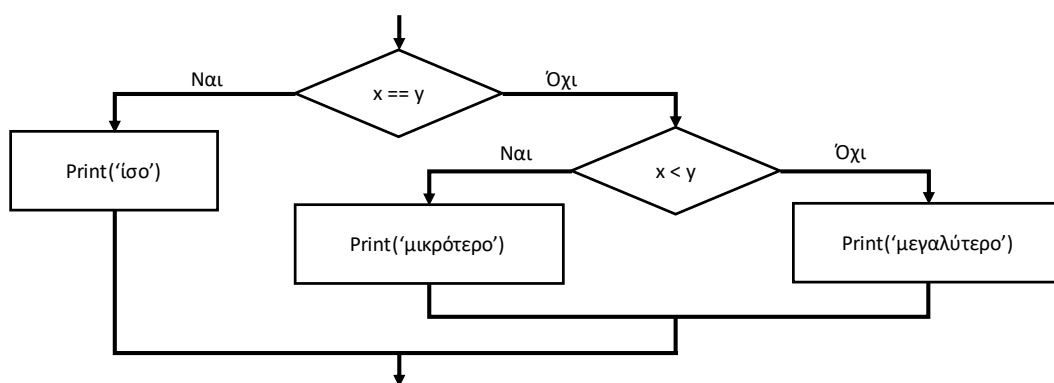 Ναι
x == y
Όχι
Print(‘ίσο’)
Ναι
x < y
Όχι
Print(‘μικρότερο’)
Print(‘μεγαλύτερο’)